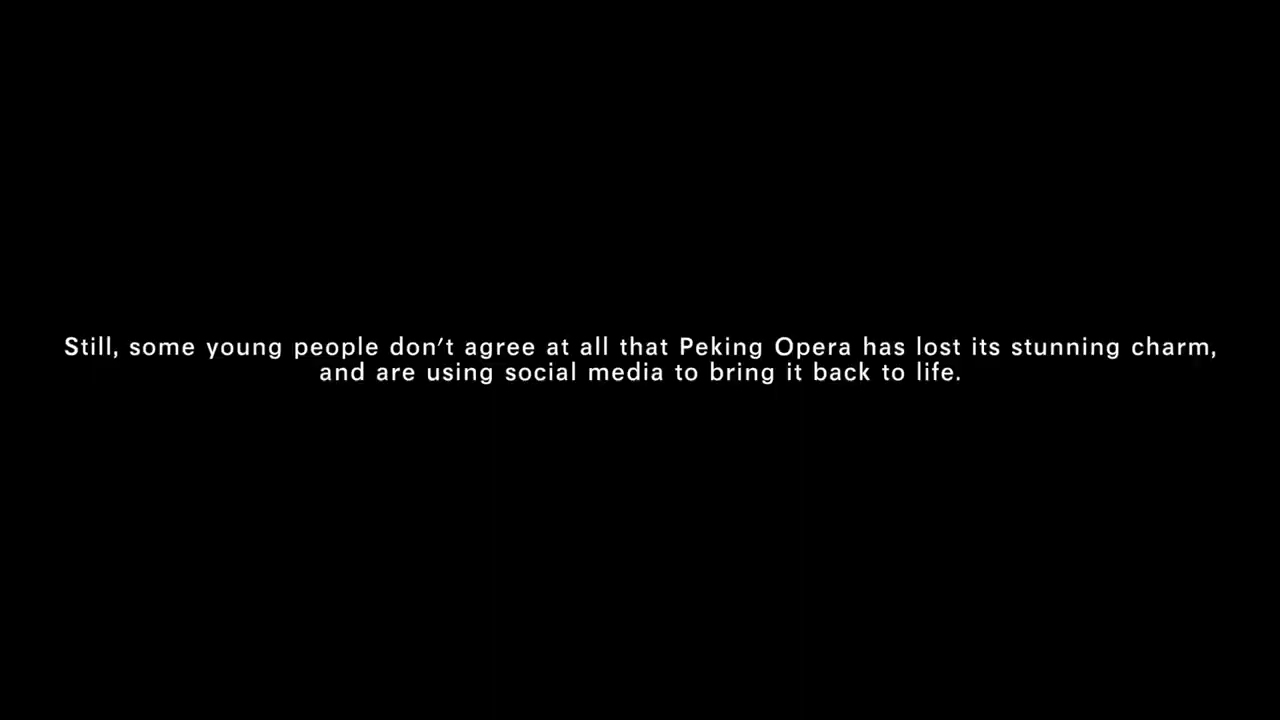 Still, some young people don't agree at all that Peking Opera has lost its stunning charm,
and are using social media to bring it back to life.